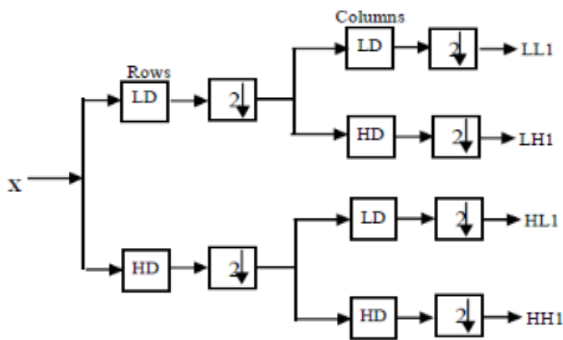 Columns
LD 2 LL1
Rows
LD 2
HD 2 LH1
X
LD 2 HL1
HD 2
HD 2 HH1